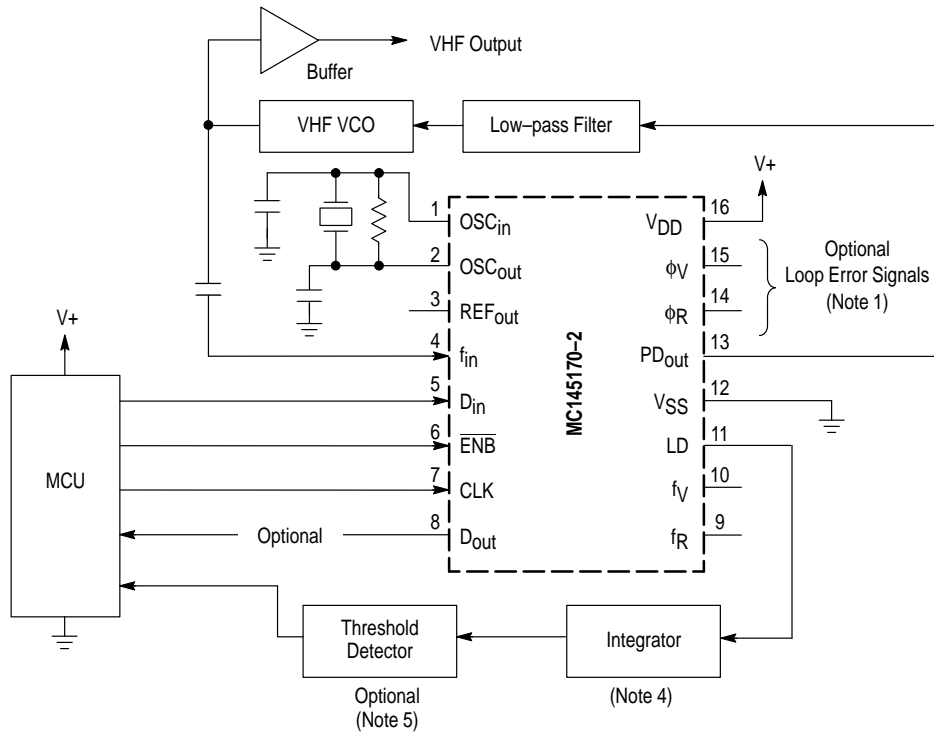 Buffer
VHF Output
VHF VCO
Low–pass Filter
V+
1 OSCin
2 OSCout
3 REFout
4 fin
5 Din
6 ENB
7 CLK
8 Dout
MC145170–2
16 VDD
15 ϕV
14 ϕR
13 PDout
12 VSS
11 LD
10 fV
9 fR
Optional
Loop Error Signals
(Note 1)
V+
MCU
Optional
Threshold
Detector
Optional
(Note 5)
Integrator
(Note 4)